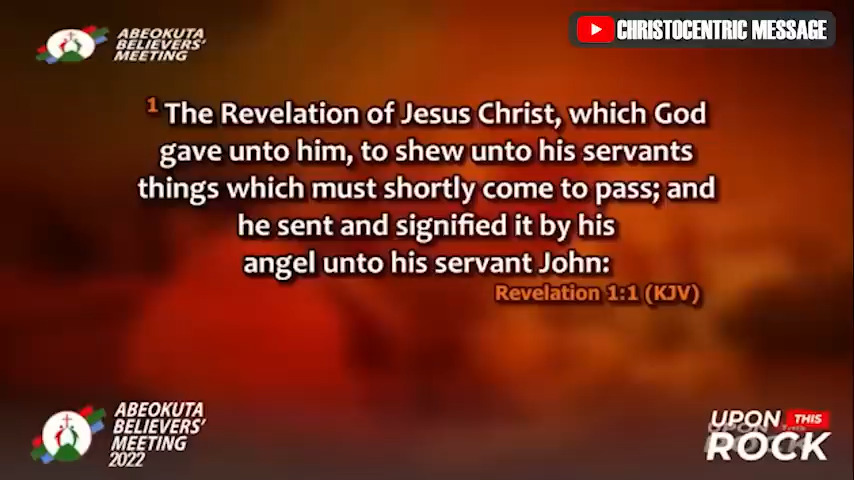 ABEOKUTA
BELIEVERS'
MEETING
CHRISTOCENTRIC MESSAGE
1 The Revelation of Jesus Christ, which God
gave unto him, to shew unto his servants
things which must shortly come to pass; and
he sent and signified it by his
angel unto his servant John:
Revelation 1:1 (KJV)
ABEOKUTA
BELIEVERS'
MEETING
2022
UPON THIS
ROCK